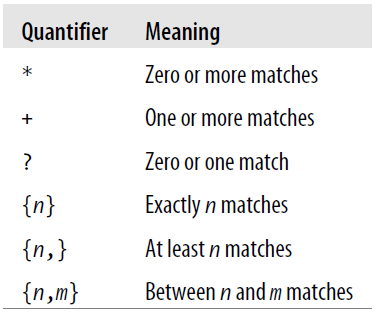 Quantifier Meaning
* Zero or more matches
+ One or more matches
? Zero or one match
{n} Exactly n matches
{n,} At least n matches
{n,m} Between n and m matches